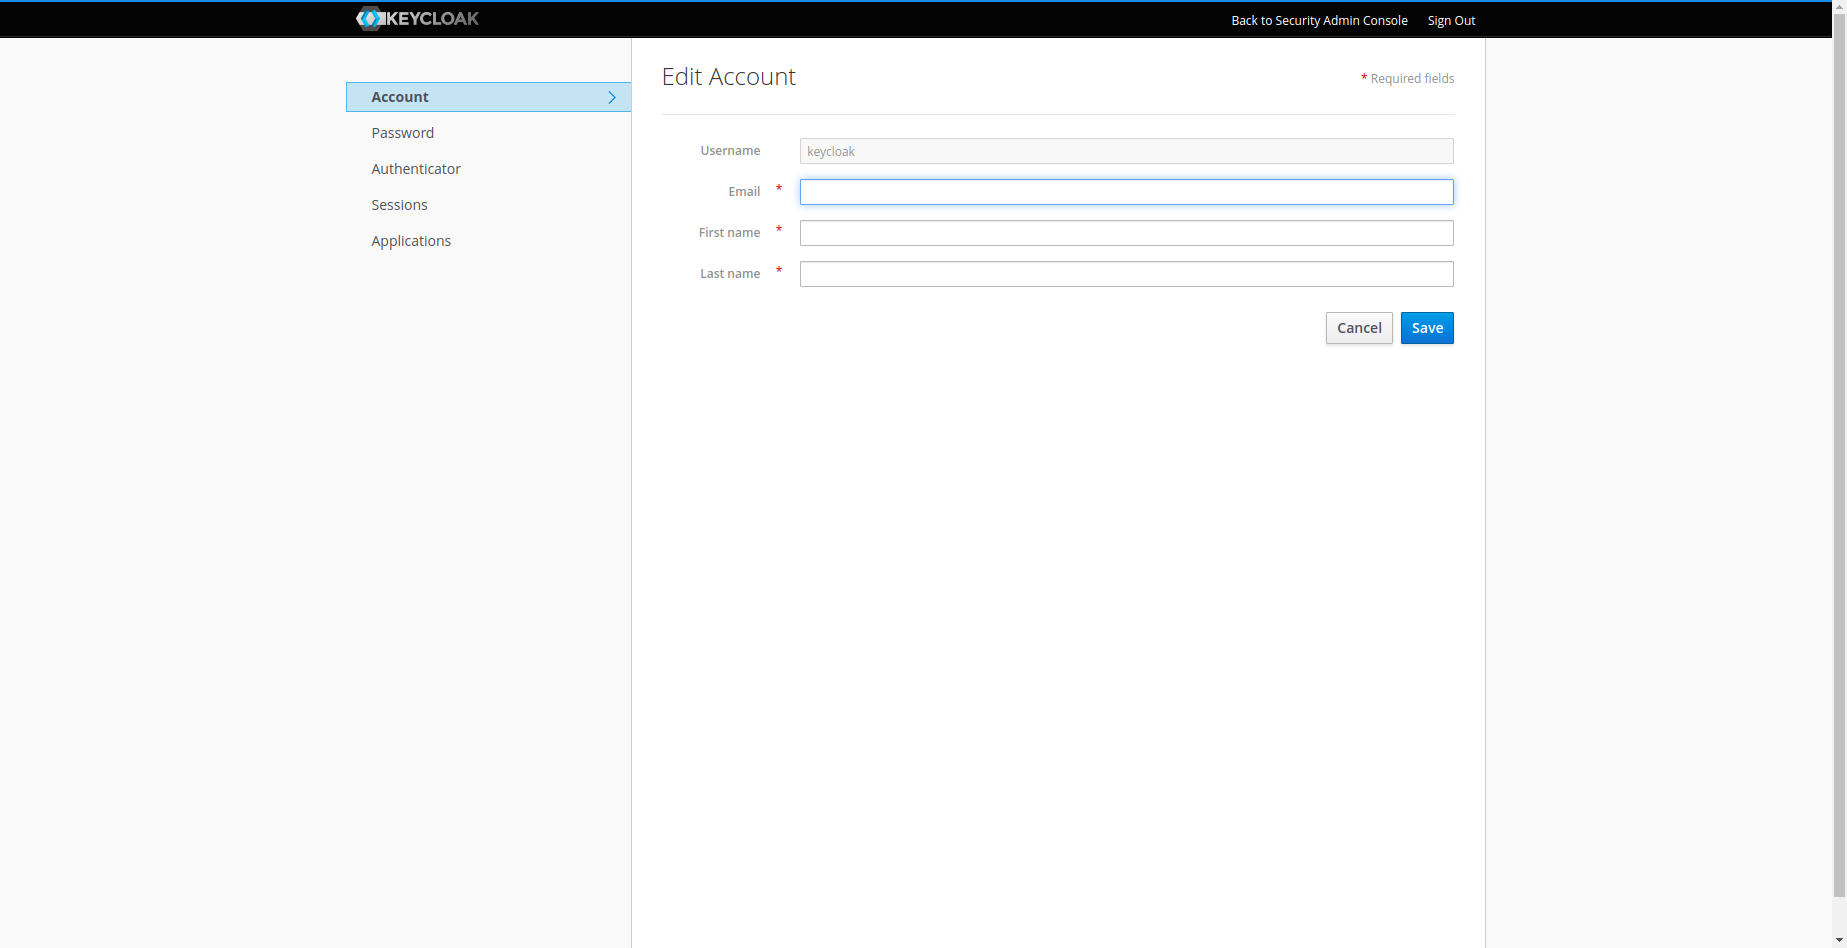 KEYCLOAK
Back to Security Admin Console Sign Out
Account
Password
Authenticator
Sessions
Applications
Edit Account
* Required fields
Username keycloak
Email *
First name *
Last name *
Cancel Save